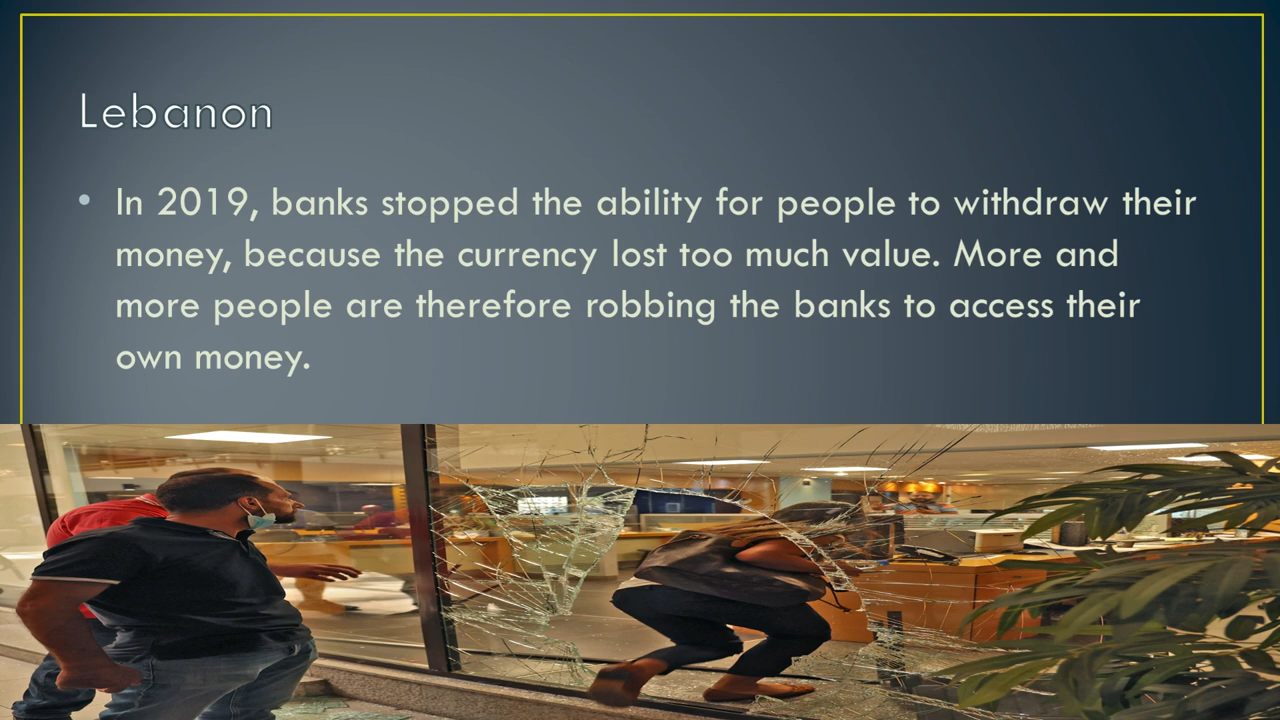 Lebanon
• In 2019, banks stopped the ability for people to withdraw their
money, because the currency lost too much value. More and
more people are therefore robbing the banks to access their
own money.